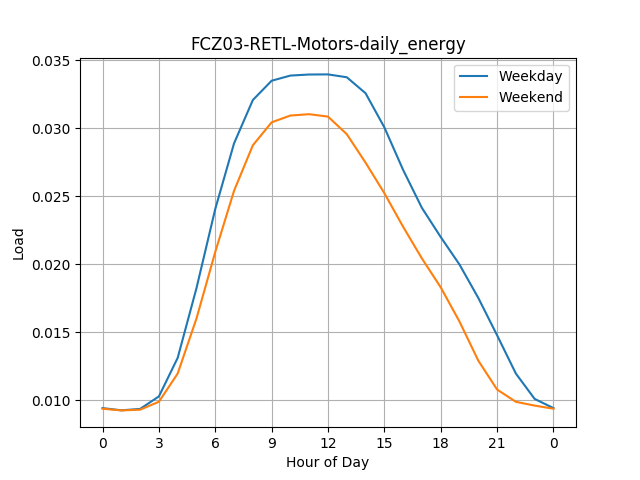 FCZ03-RETL-Motors-daily_energy
Weekday
Weekend
0.035
0.030
0.025
0.020
0.015
0.010
Load
0 3 6 9 12 15 18 21 0
Hour of Day